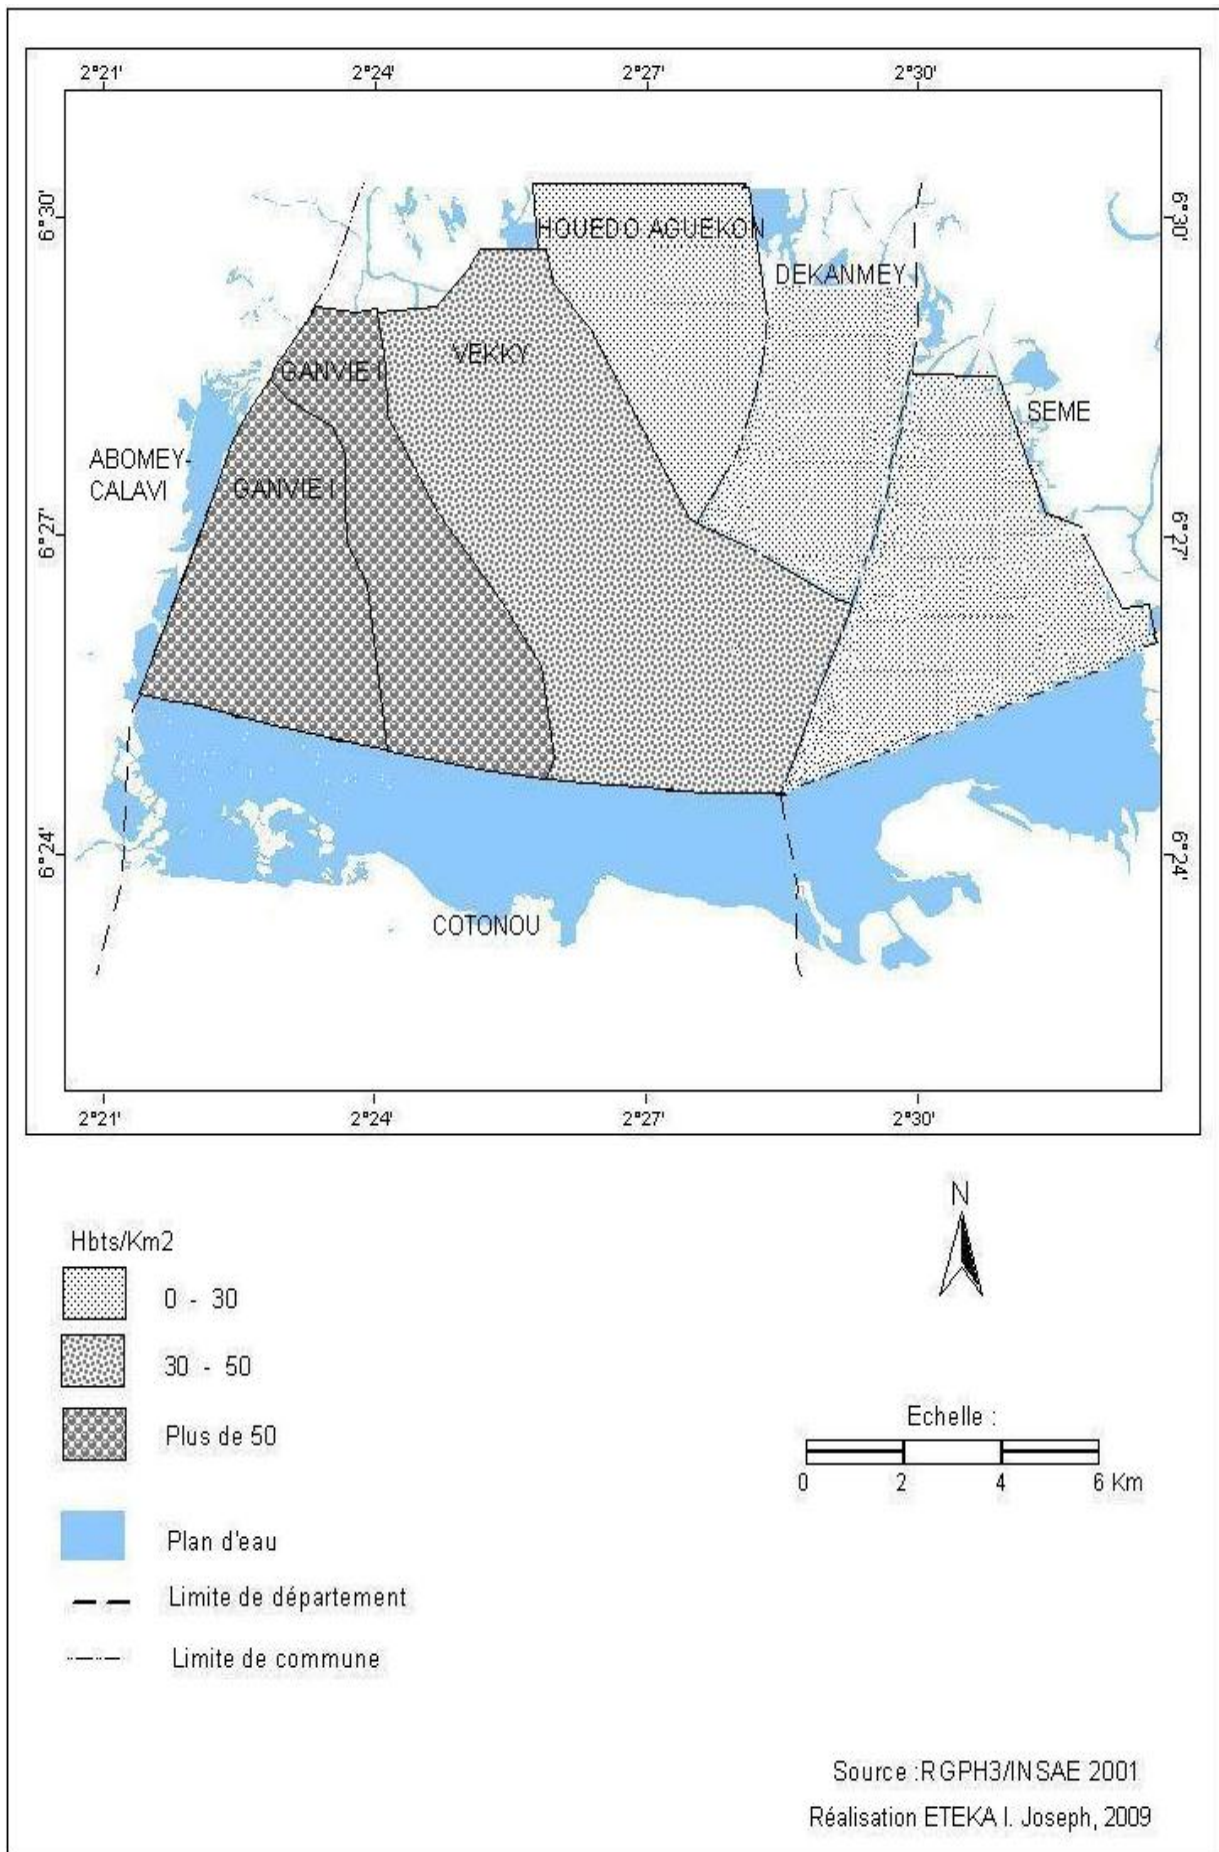 2°21'
2°24'
2°27'
2°30'
6°30'
6°30'
HOUEDO AGUEKON
DEKANMEY I
VEKKY
GANVIE I
SEME
ABOMEY-
CALAVI
GANVIE I
6°27'
6°27'
6°24'
6°24'
COTONOU
2°21'
2°24'
2°27'
2°30'
N
Hbts/Km2
0 - 30
30 - 50
Plus de 50
Echelle :
0 2 4 6 Km
Plan d'eau
Limite de département
Limite de commune
Source :RGPH3/INSAE 2001
Réalisation ETEKA I. Joseph, 2009